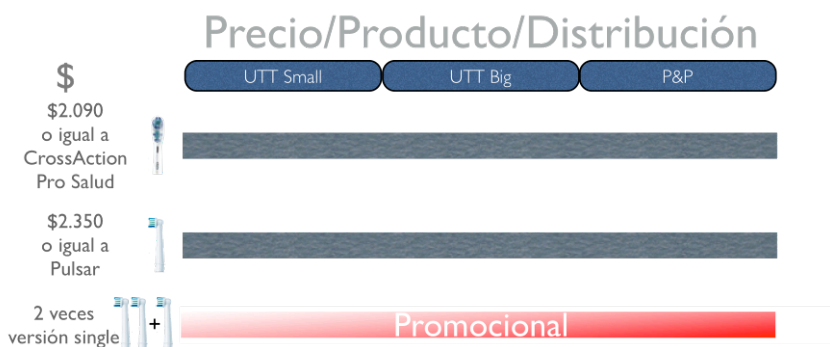 Precio/Producto/Distribución
$
UTT Small
UTT Big
P&P
$2.090
o igual a
CrossAction
Pro Salud
$2.350
o igual a
Pulsar
2 veces
versión single
+
Promocional